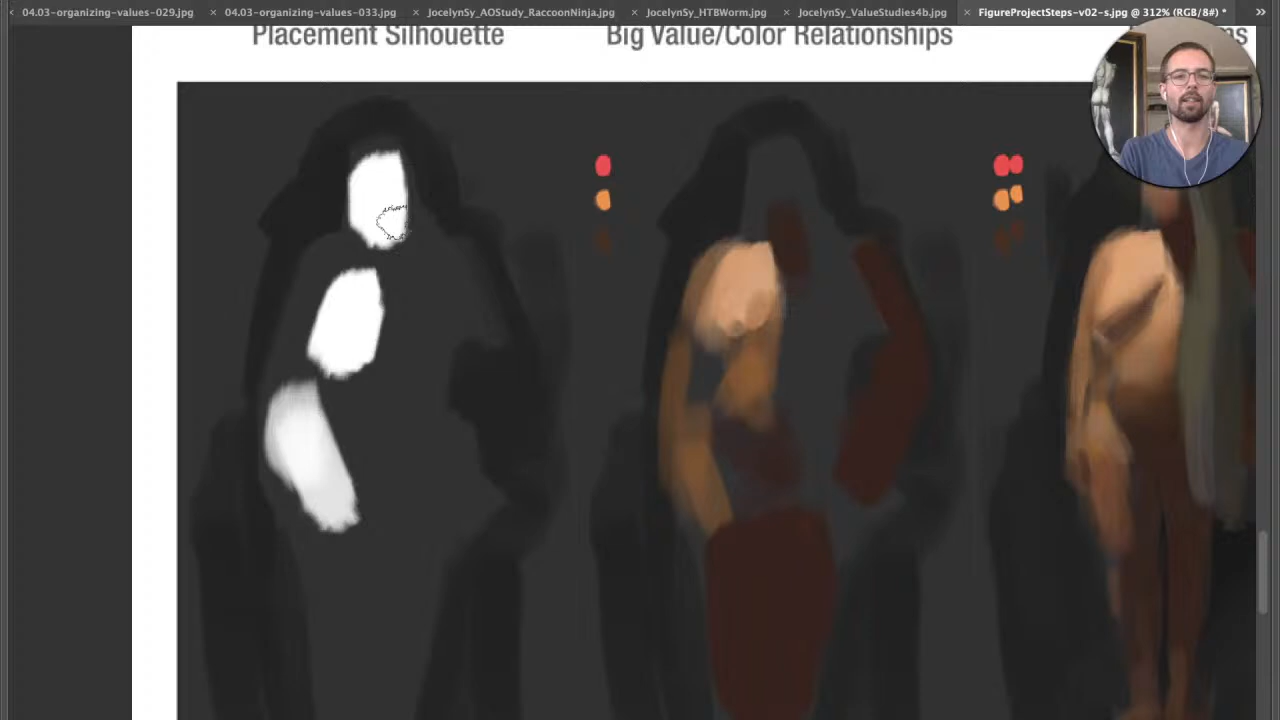 04.03-organizing-values-029.jpg × 04.03-organizing-values-033.jpg × JocelynSy_AOStudy_RaccoonNinja.jpg × JocelynSy_HTBWorm.jpg × JocelynSy_ValueStudies4b.jpg × FigureProjectSteps-v02-s.jpg @ 312% (RGB/8#) *
Placement Silhouette Big Value/Color Relationships